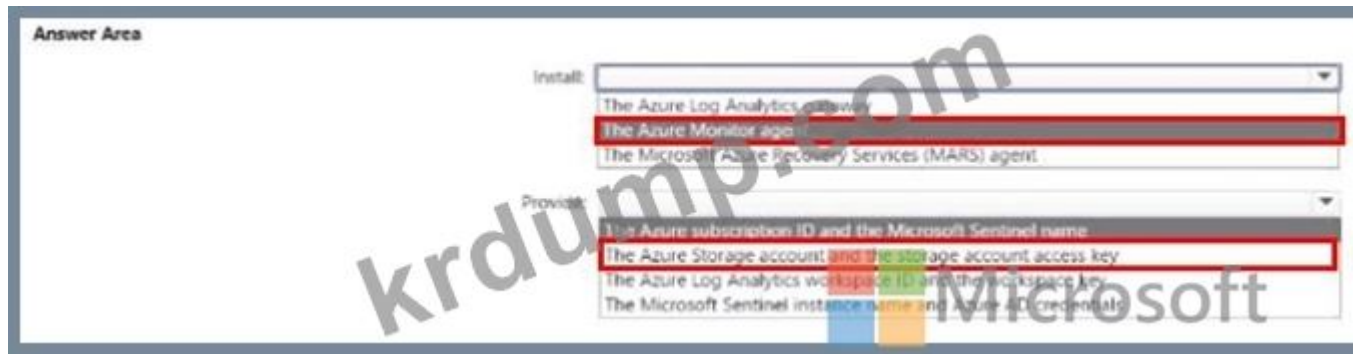 Answer Area
Install:
The Azure Log Analytics gateway
The Azure Monitor agent
The Microsoft Azure Recovery Services (MARS) agent
Provide:
The Azure subscription ID and the Microsoft Sentinel name
The Azure Storage account and the storage account access key
The Azure Log Analytics workspace ID and the workspace key
The Microsoft Sentinel instance name and Azure AD credentials
krdump.com
Microsoft